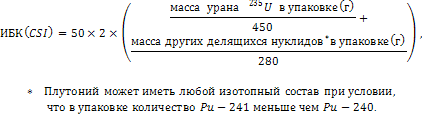 масса урана ²³⁵U в упаковке(г)
ИБК(CSI) = 50 × 2 × ( 450 + ) ,
масса других делящихся нуклидов*в упаковке(г)
280
* Плутоний может иметь любой изотопный состав при условии,
что в упаковке количество Pu − 241 меньше чем Pu − 240.